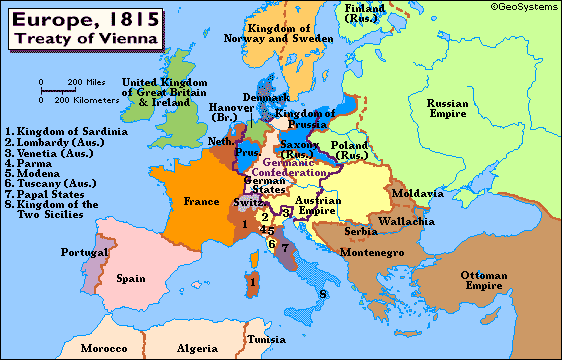 Europe, 1815
Treaty of Vienna
©GeoSystems
0 200 Miles
0 200 Kilometers
Finland
(Rus.)
Kingdom of
Norway and Sweden
United Kingdom
of Great Britain
& Ireland
Denmark
Hanover
(Br.)
Kingdom of
Prussia
Russian
Empire
1. Kingdom of Sardinia
2. Lombardy (Aus.)
3. Venetia (Aus.)
4. Parma
5. Modena
6. Tuscany (Aus.)
7. Papal States
8. Kingdom of the
Two Sicilies
Neth.
Prus.
Saxony
(Rus.)
Poland
(Rus.)
Germanic
Confederation
German
States
France
Switz.
Austrian
Empire
Moldavia
Wallachia
Serbia
Montenegro
1
2
3
4
5
6
7
8
1
Portugal
Spain
Ottoman
Empire
Morocco
Algeria
Tunisia